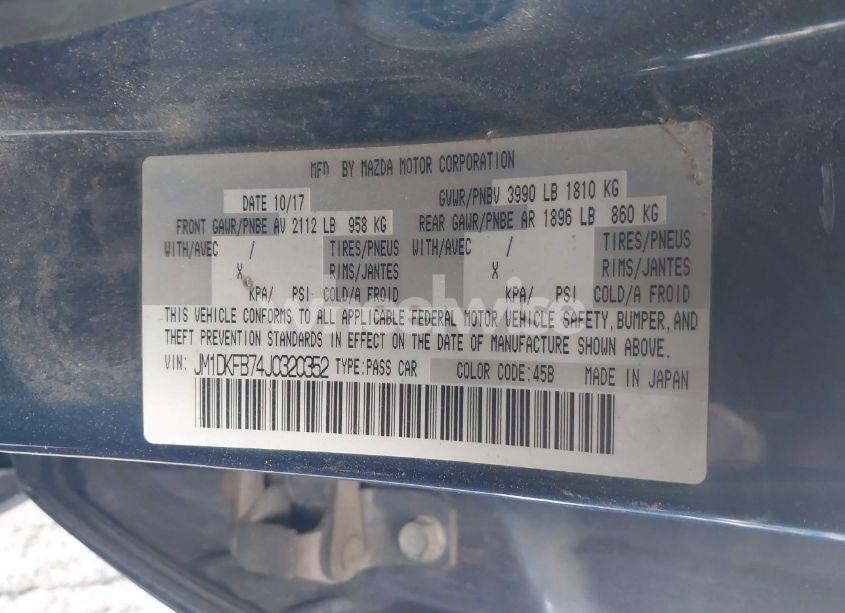 MFD BY MAZDA MOTOR CORPORATION
DATE 10/17 GVWR/PNBV 3990 LB 1810 KG
FRONT GAWR/PNBE AV 2112 LB 958 KG REAR GAWR/PNBE AR 1896 LB 860 KG
WITH/AVEC / TIRES/PNEUS WITH/AVEC / TIRES/PNEUS
X RIMS/JANTES X RIMS/JANTES
KPA/ PSI COLD/A FROID KPA/ PSI COLD/A FROID
THIS VEHICLE CONFORMS TO ALL APPLICABLE FEDERAL MOTOR VEHICLE SAFETY, BUMPER, AND
THEFT PREVENTION STANDARDS IN EFFECT ON THE DATE OF MANUFACTURE SHOWN ABOVE.
VIN: JM1DKFB74J0320352 TYPE: PASS CAR COLOR CODE: 45B MADE IN JAPAN